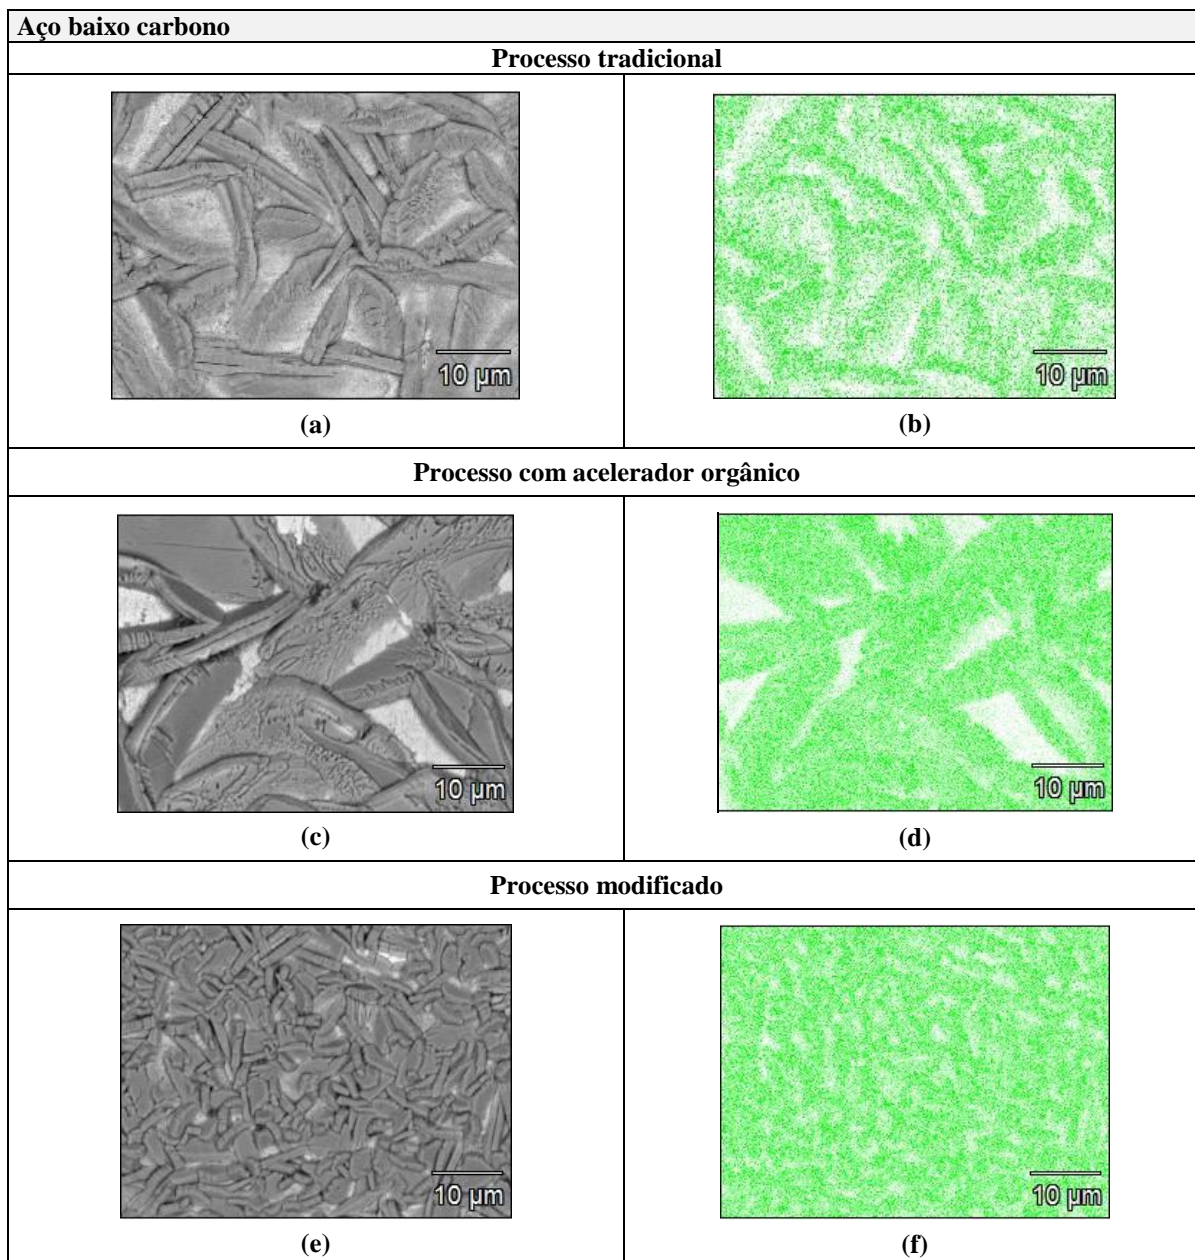 Aço baixo carbono
Processo tradicional
10 µm
10 µm
(a)
(b)
Processo com acelerador orgânico
10 µm
10 µm
(c)
(d)
Processo modificado
10 µm
10 µm
(e)
(f)